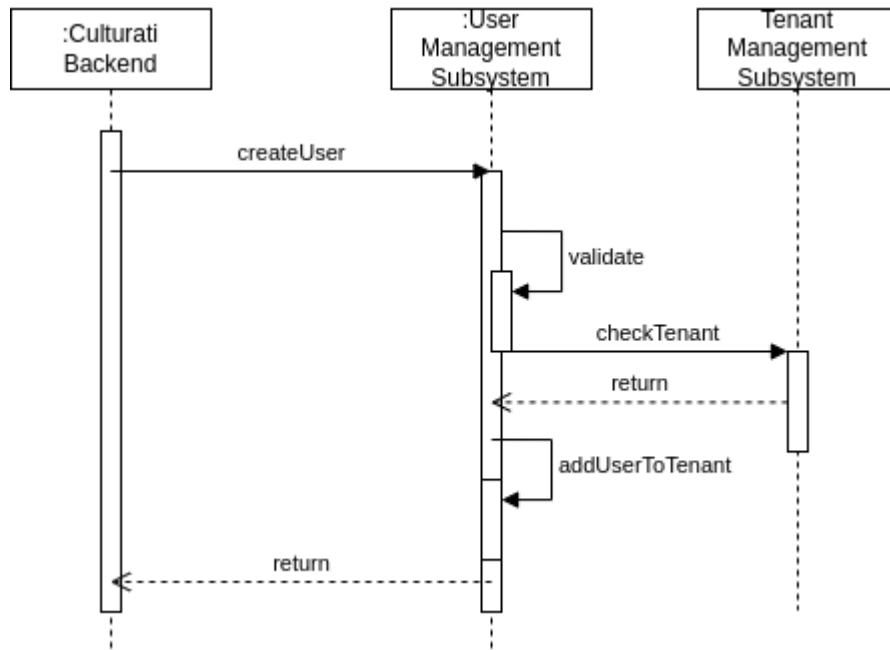 :Culturati
Backend
:User
Management
Subsystem
Tenant
Management
Subsystem
createUser
validate
checkTenant
return
addUserToTenant
return